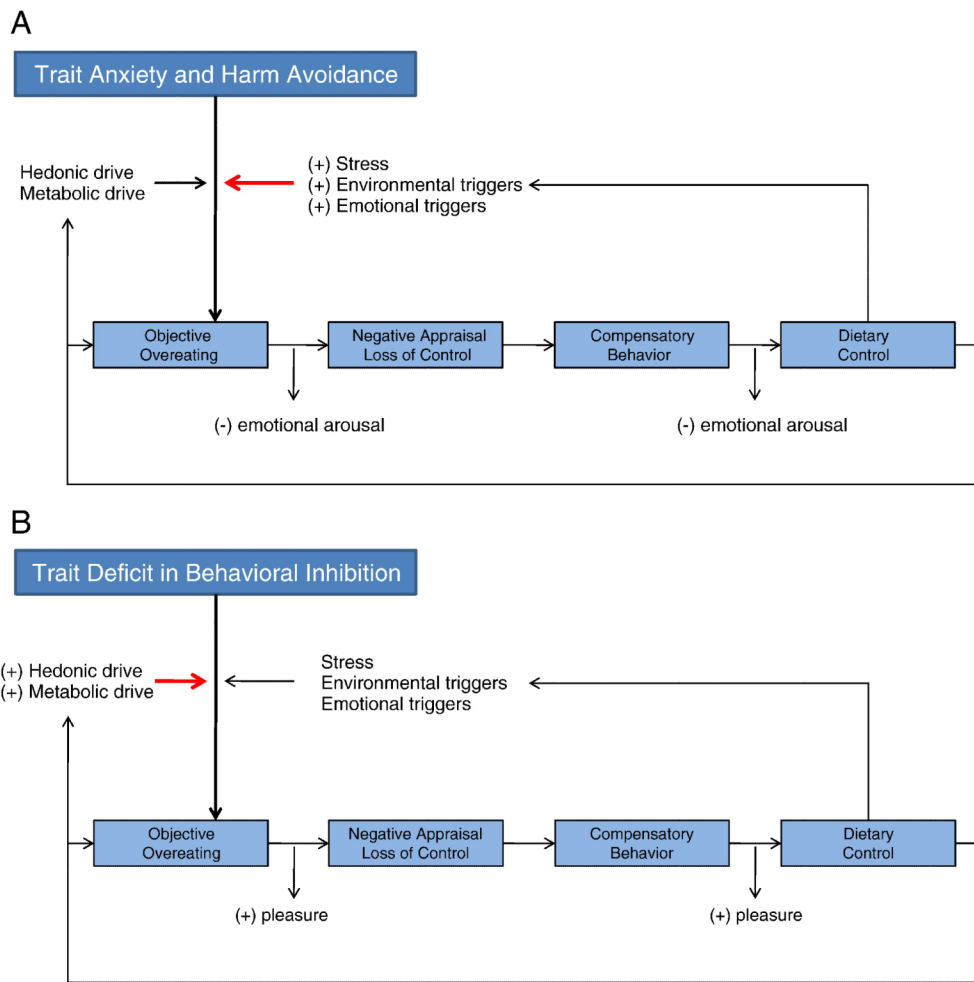 A
Trait Anxiety and Harm Avoidance
Hedonic drive
Metabolic drive
(+) Stress
(+) Environmental triggers
(+) Emotional triggers
Objective
Overeating
Negative Appraisal
Loss of Control
Compensatory
Behavior
Dietary
Control
(-) emotional arousal
(-) emotional arousal
B
Trait Deficit in Behavioral Inhibition
(+) Hedonic drive
(+) Metabolic drive
Stress
Environmental triggers
Emotional triggers
Objective
Overeating
Negative Appraisal
Loss of Control
Compensatory
Behavior
Dietary
Control
(+) pleasure
(+) pleasure